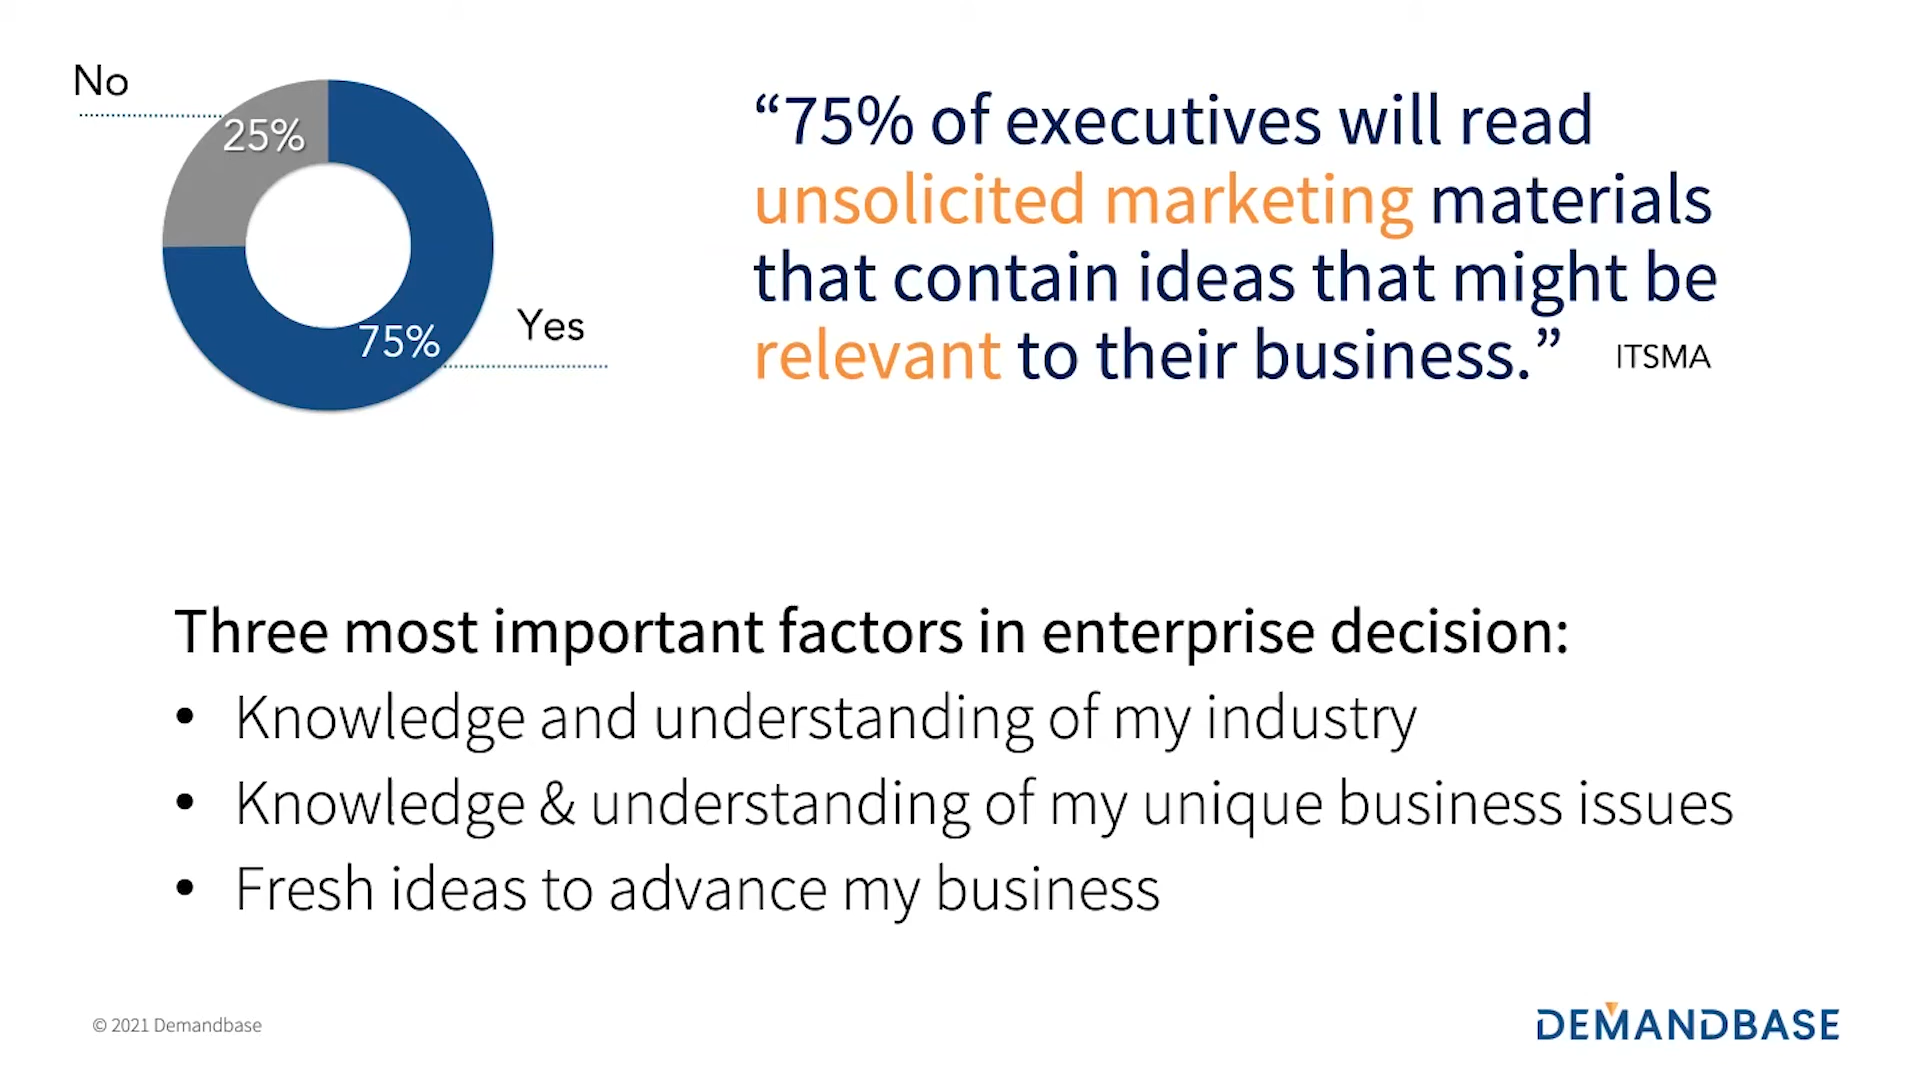 No
25%
75%
Yes
“75% of executives will read
unsolicited marketing materials
that contain ideas that might be
relevant to their business.” ITSMA
Three most important factors in enterprise decision:
• Knowledge and understanding of my industry
• Knowledge & understanding of my unique business issues
• Fresh ideas to advance my business
© 2021 Demandbase
DEMANDBASE